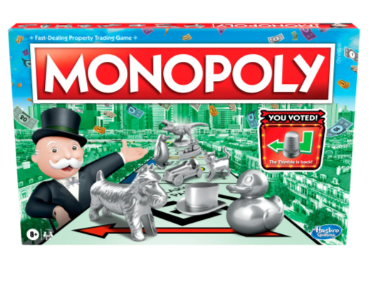 Fast-Dealing Property Trading Game
MONOPOLY
YOU VOTED!
The Thimble is back!
8+
Hasbro
Gaming